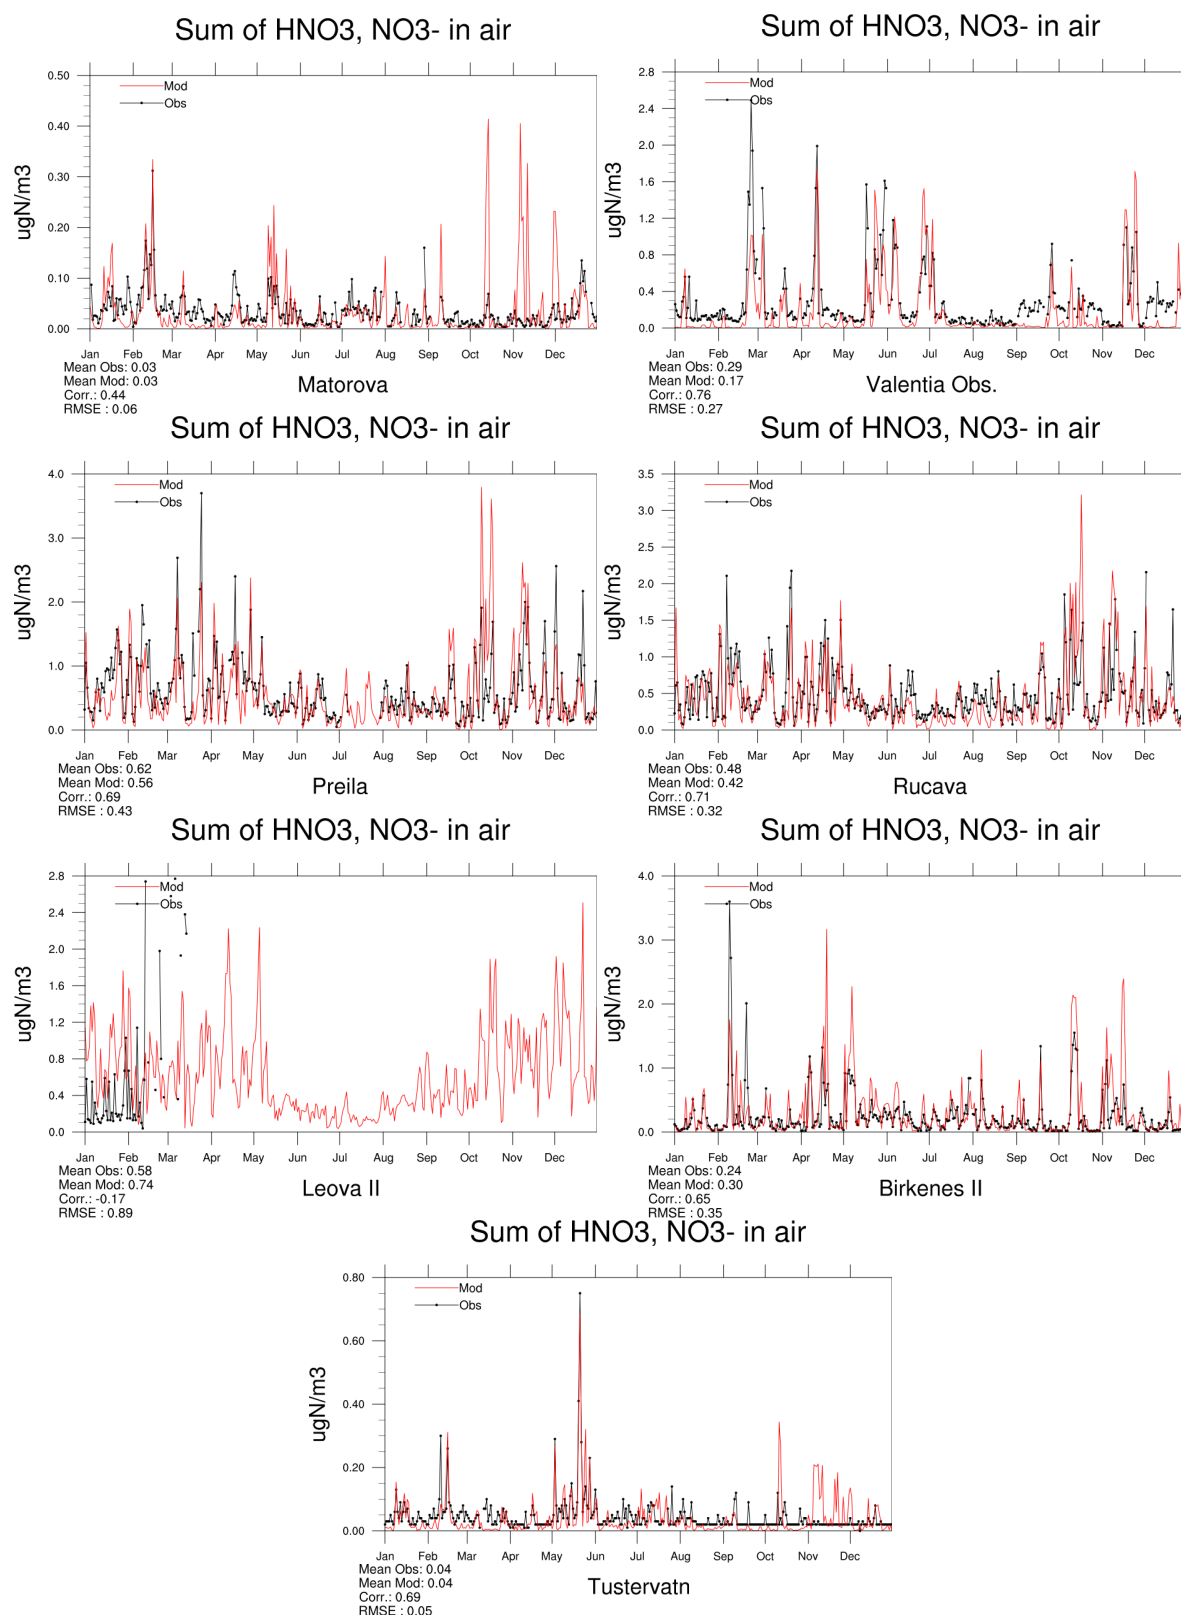 Sum of HNO3, NO3- in air
0.50
0.40
0.30
0.20
0.10
0.00
ugN/m3
Mod
Obs
Jan Feb Mar Apr May Jun Jul Aug Sep Oct Nov Dec
Mean Obs: 0.03
Mean Mod: 0.03
Corr.: 0.44
RMSE : 0.06
Matorova
Sum of HNO3, NO3- in air
2.8
2.4
2.0
1.6
1.2
0.8
0.4
0.0
ugN/m3
Mod
Obs
Jan Feb Mar Apr May Jun Jul Aug Sep Oct Nov Dec
Mean Obs: 0.29
Mean Mod: 0.17
Corr.: 0.76
RMSE : 0.27
Valentia Obs.
Sum of HNO3, NO3- in air
4.0
3.0
2.0
1.0
0.0
ugN/m3
Mod
Obs
Jan Feb Mar Apr May Jun Jul Aug Sep Oct Nov Dec
Mean Obs: 0.62
Mean Mod: 0.56
Corr.: 0.69
RMSE : 0.43
Preila
Sum of HNO3, NO3- in air
3.5
3.0
2.5
2.0
1.5
1.0
0.5
0.0
ugN/m3
Mod
Obs
Jan Feb Mar Apr May Jun Jul Aug Sep Oct Nov Dec
Mean Obs: 0.48
Mean Mod: 0.42
Corr.: 0.71
RMSE : 0.32
Rucava
Sum of HNO3, NO3- in air
2.8
2.4
2.0
1.6
1.2
0.8
0.4
0.0
ugN/m3
Mod
Obs
Jan Feb Mar Apr May Jun Jul Aug Sep Oct Nov Dec
Mean Obs: 0.58
Mean Mod: 0.74
Corr.: -0.17
RMSE : 0.89
Leova II
Sum of HNO3, NO3- in air
4.0
3.0
2.0
1.0
0.0
ugN/m3
Mod
Obs
Jan Feb Mar Apr May Jun Jul Aug Sep Oct Nov Dec
Mean Obs: 0.24
Mean Mod: 0.30
Corr.: 0.65
RMSE : 0.35
Birkenes II
Sum of HNO3, NO3- in air
0.80
0.60
0.40
0.20
0.00
ugN/m3
Mod
Obs
Jan Feb Mar Apr May Jun Jul Aug Sep Oct Nov Dec
Mean Obs: 0.04
Mean Mod: 0.04
Corr.: 0.69
RMSE : 0.05
Tustervatn